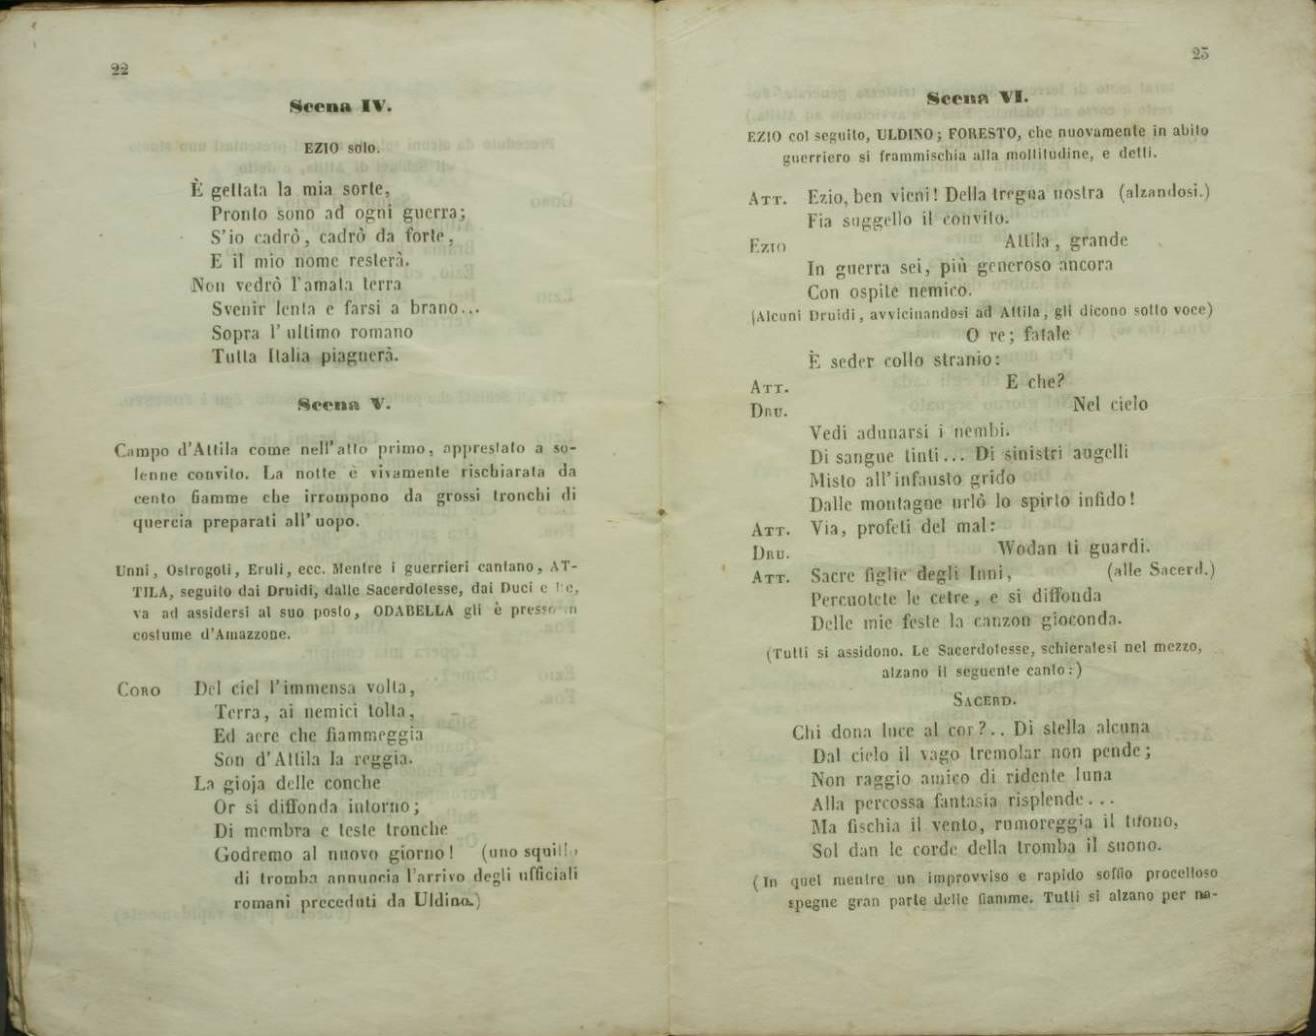 22
Scena IV.
EZIO solo.
È gettata la mia sorte,
Pronto sono ad ogni guerra;
S'io cadrò, cadrò da forte,
E il mio nome resterà.
Non vedrò l'amata terra
Svenir lenta e farsi a brano...
Sopra l'ultimo romano
Tutta Italia piagnerà.
Scena V.
Campo d'Attila come nell'atto primo, apprestato a so-
lenne convito. La notte è vivamente rischiarata da
cento fiamme che irrompono da grossi tronchi di
quercia preparati all'uopo.
Unni, Ostrogoti, Eruli, ecc. Mentre i guerrieri cantano, AT-
TILA, seguito dai Druidi, dalle Sacerdotesse, dai Duci e Re,
va ad assidersi al suo posto, ODABELLA gli è presso in
costume d'Amazzone.
CORO Del ciel l'immensa volta,
Terra, ai nemici tolta,
Ed aere che fiammeggia
Son d'Attila la reggia.
La gioja delle conche
Or si diffonda intorno;
Di membra e teste tronche
Godremo al nuovo giorno! (uno squillo
di tromba annuncia l'arrivo degli ufficiali
romani preceduti da Uldino.)
23
Scena VI.
EZIO col seguito, ULDINO; FORESTO, che nuovamente in abito
guerriero si frammischia alla moltitudine, e detti.
ATT. Ezio, ben vieni! Della tregua nostra (alzandosi.)
Fia suggello il convito.
EZIO Attila, grande
In guerra sei, più generoso ancora
Con ospite nemico.
(Alcuni Druidi, avvicinandosi ad Attila, gli dicono sotto voce)
O re; fatale
È seder collo stranio:
ATT. E che?
DRU. Nel cielo
Vedi adunarsi i nembi.
Di sangue tinti... Di sinistri augelli
Misto all'infausto grido
Dalle montagne urlò lo spirto infido!
ATT. Via, profeti del mal:
DRU. Wodan ti guardi.
ATT. Sacre figlie degli Inni, (alle Sacerd.)
Percuotete le cetre, e si diffonda
Delle mie feste la canzon gioconda.
(Tutti si assidono. Le Sacerdotesse, schieratesi nel mezzo,
alzano il seguente canto:)
SACERD.
Chi dona luce al cor?.. Di stella alcuna
Dal cielo il vago tremolar non pende;
Non raggio amico di ridente luna
Alla percossa fantasia risplende...
Ma fischia il vento, rumoreggia il tuono,
Sol dan le corde della tromba il suono.
(In quel mentre un improvviso e rapido soffio procelloso
spegne gran parte delle fiamme. Tutti si alzano per na-